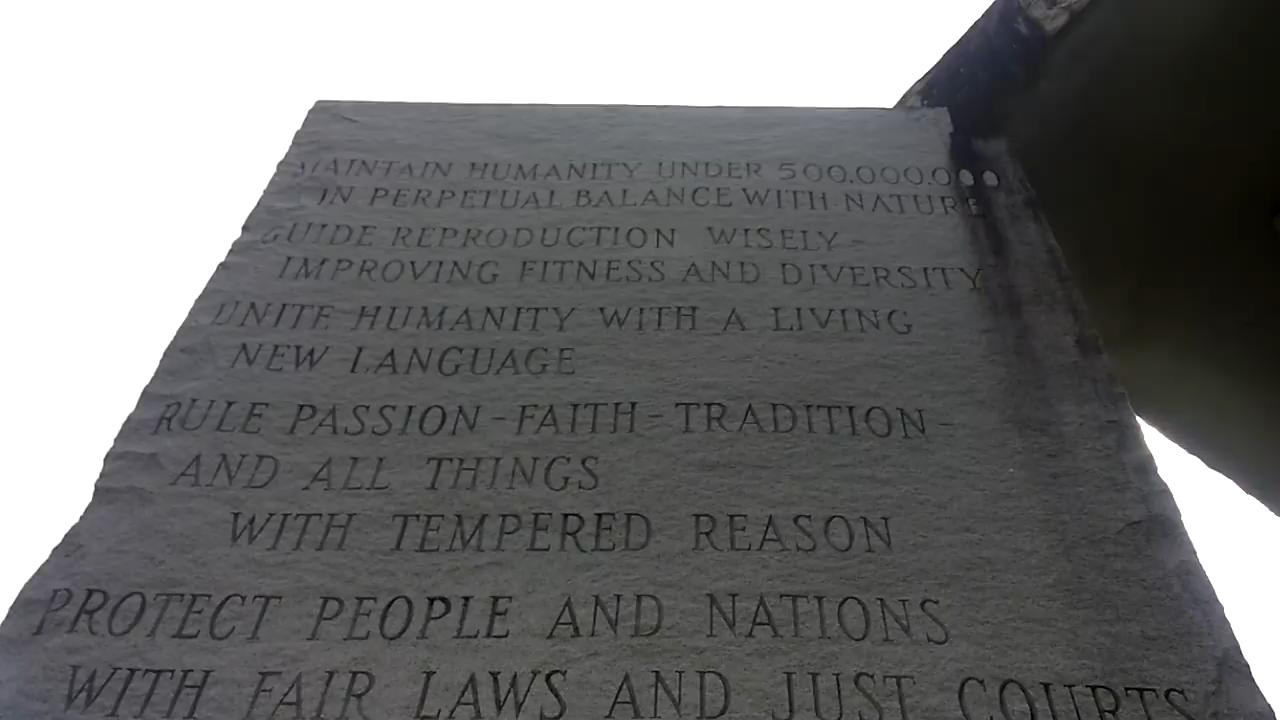 MAINTAIN HUMANITY UNDER 500,000,000
IN PERPETUAL BALANCE WITH NATURE
GUIDE REPRODUCTION WISELY-
IMPROVING FITNESS AND DIVERSITY
UNITE HUMANITY WITH A LIVING
NEW LANGUAGE
RULE PASSION-FAITH-TRADITION-
AND ALL THINGS
WITH TEMPERED REASON
PROTECT PEOPLE AND NATIONS
WITH FAIR LAWS AND JUST COURTS